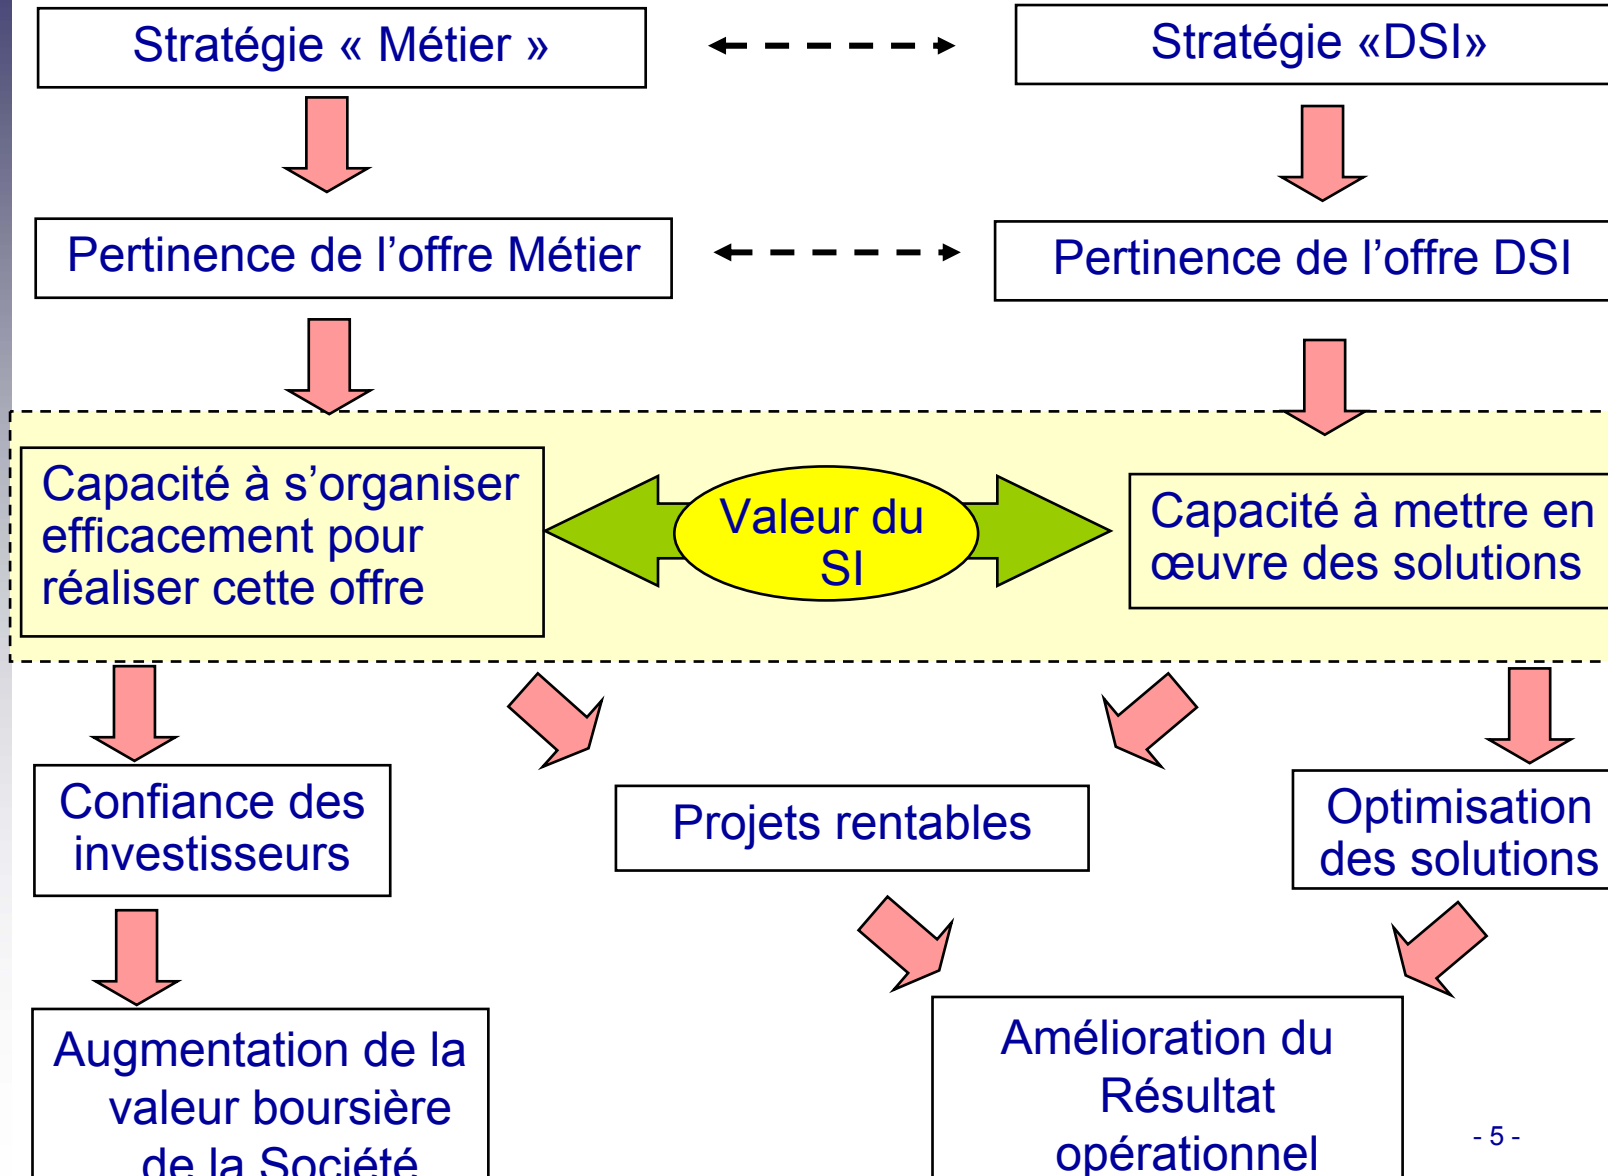 Stratégie « Métier »
Stratégie «DSI»
Pertinence de l’offre Métier
Pertinence de l’offre DSI
Capacité à s’organiser
efficacement pour
réaliser cette offre
Valeur du
SI
Capacité à mettre en
œuvre des solutions
Confiance des
investisseurs
Projets rentables
Optimisation
des solutions
Augmentation de la
valeur boursière
de la Société
Amélioration du
Résultat
opérationnel
- 5 -